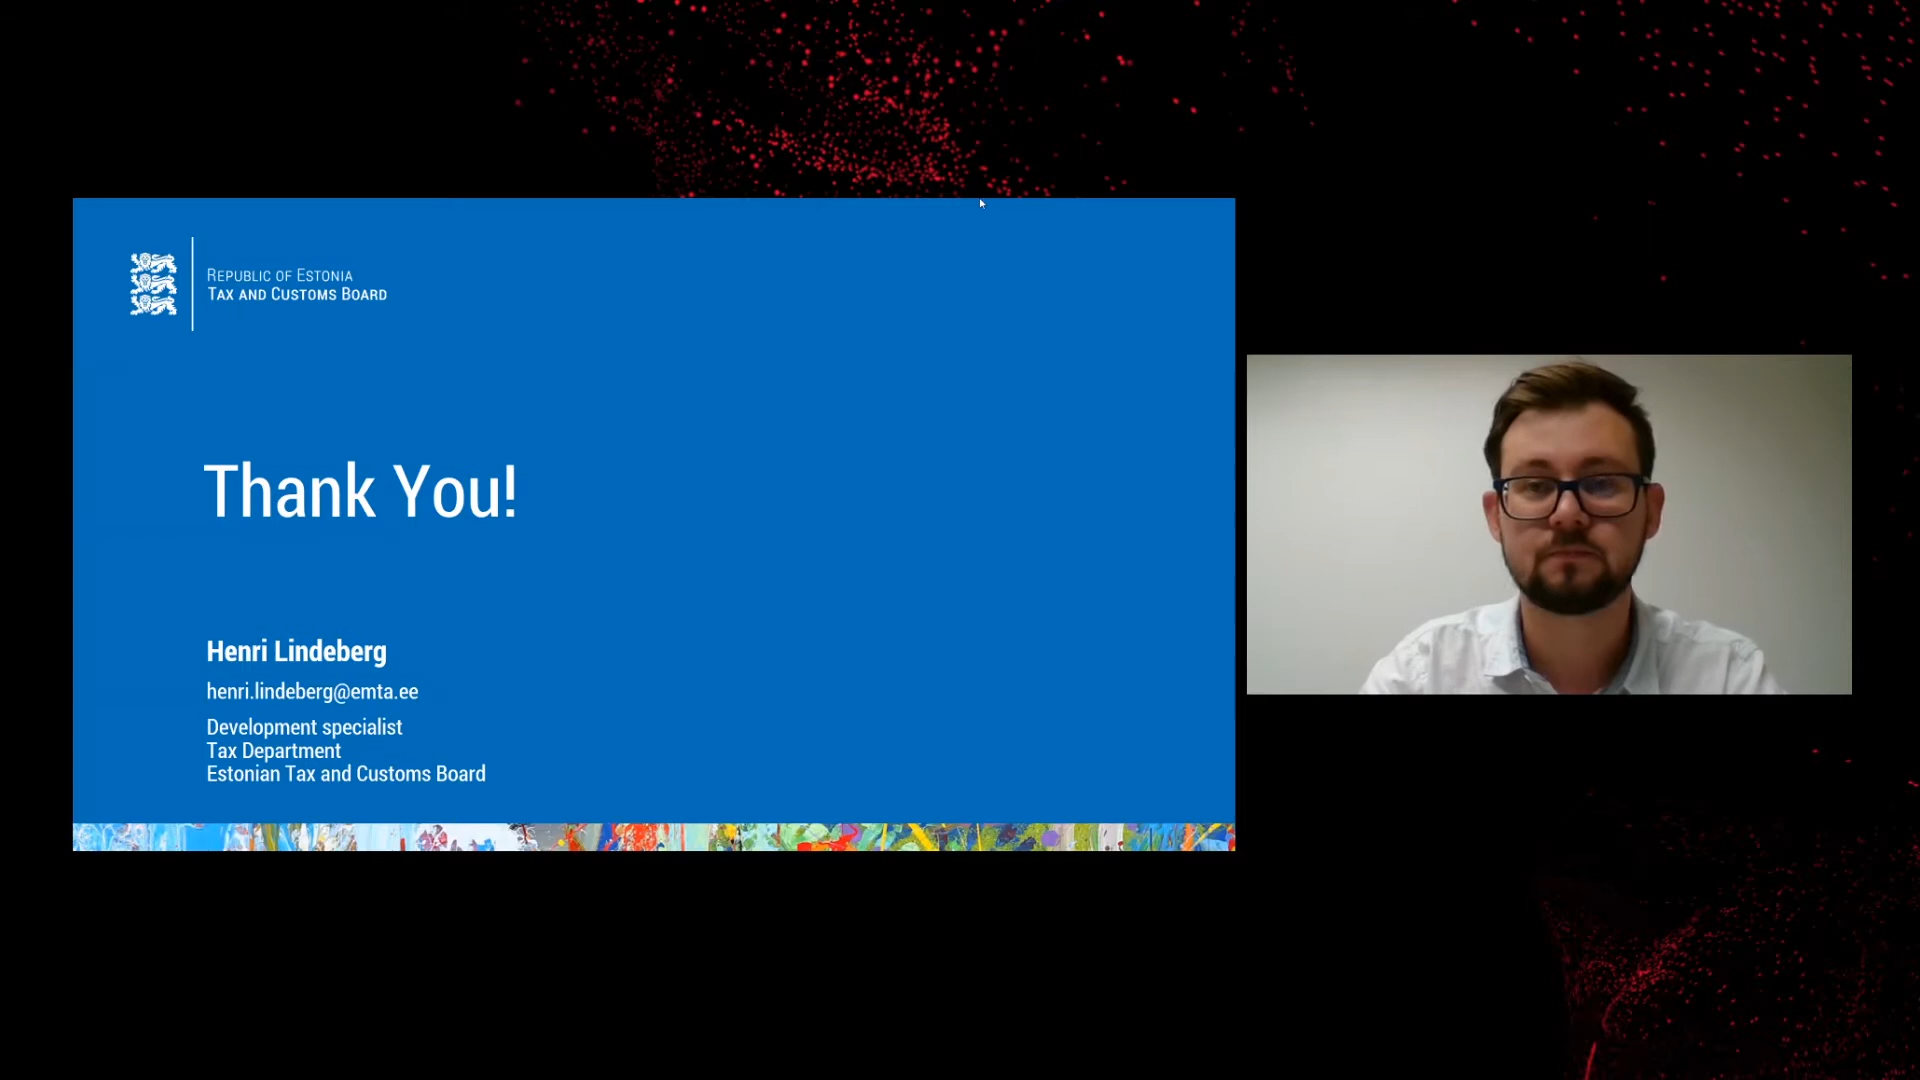 REPUBLIC OF ESTONIA
TAX AND CUSTOMS BOARD
Thank You!
Henri Lindeberg
henri.lindeberg@emta.ee
Development specialist
Tax Department
Estonian Tax and Customs Board